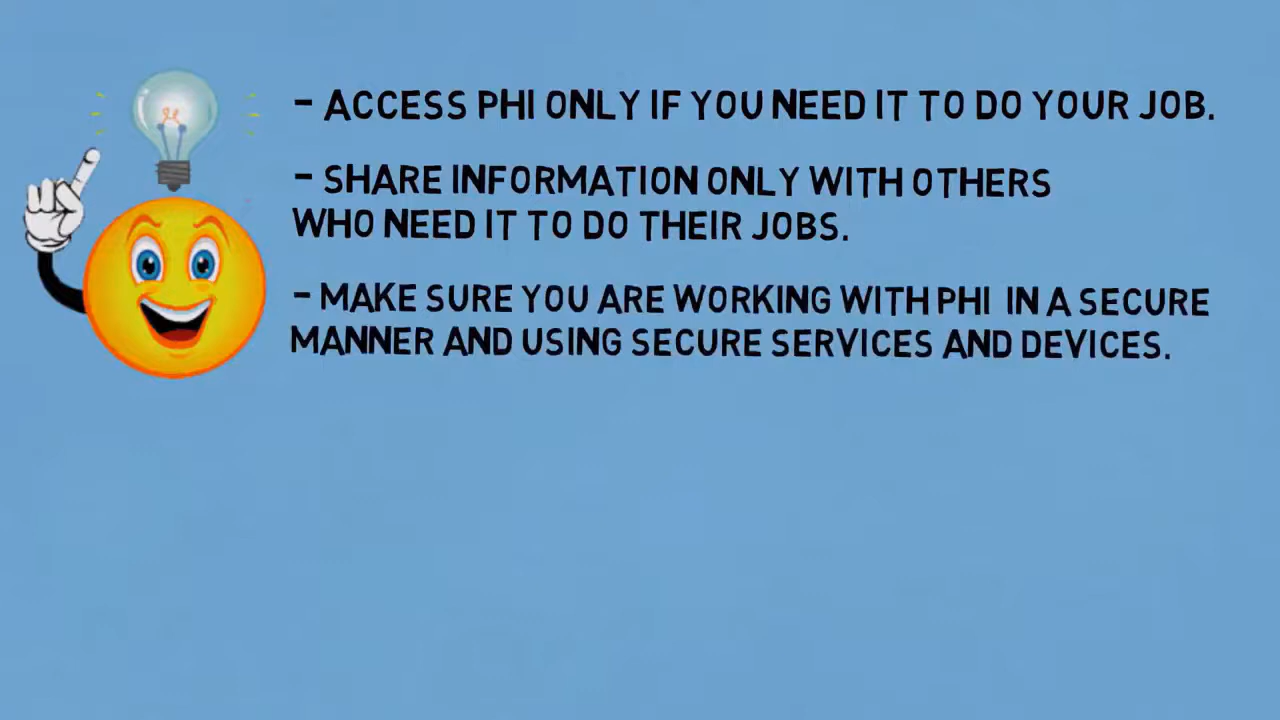 - ACCESS PHI ONLY IF YOU NEED IT TO DO YOUR JOB.
- SHARE INFORMATION ONLY WITH OTHERS
WHO NEED IT TO DO THEIR JOBS.
- MAKE SURE YOU ARE WORKING WITH PHI IN A SECURE
MANNER AND USING SECURE SERVICES AND DEVICES.